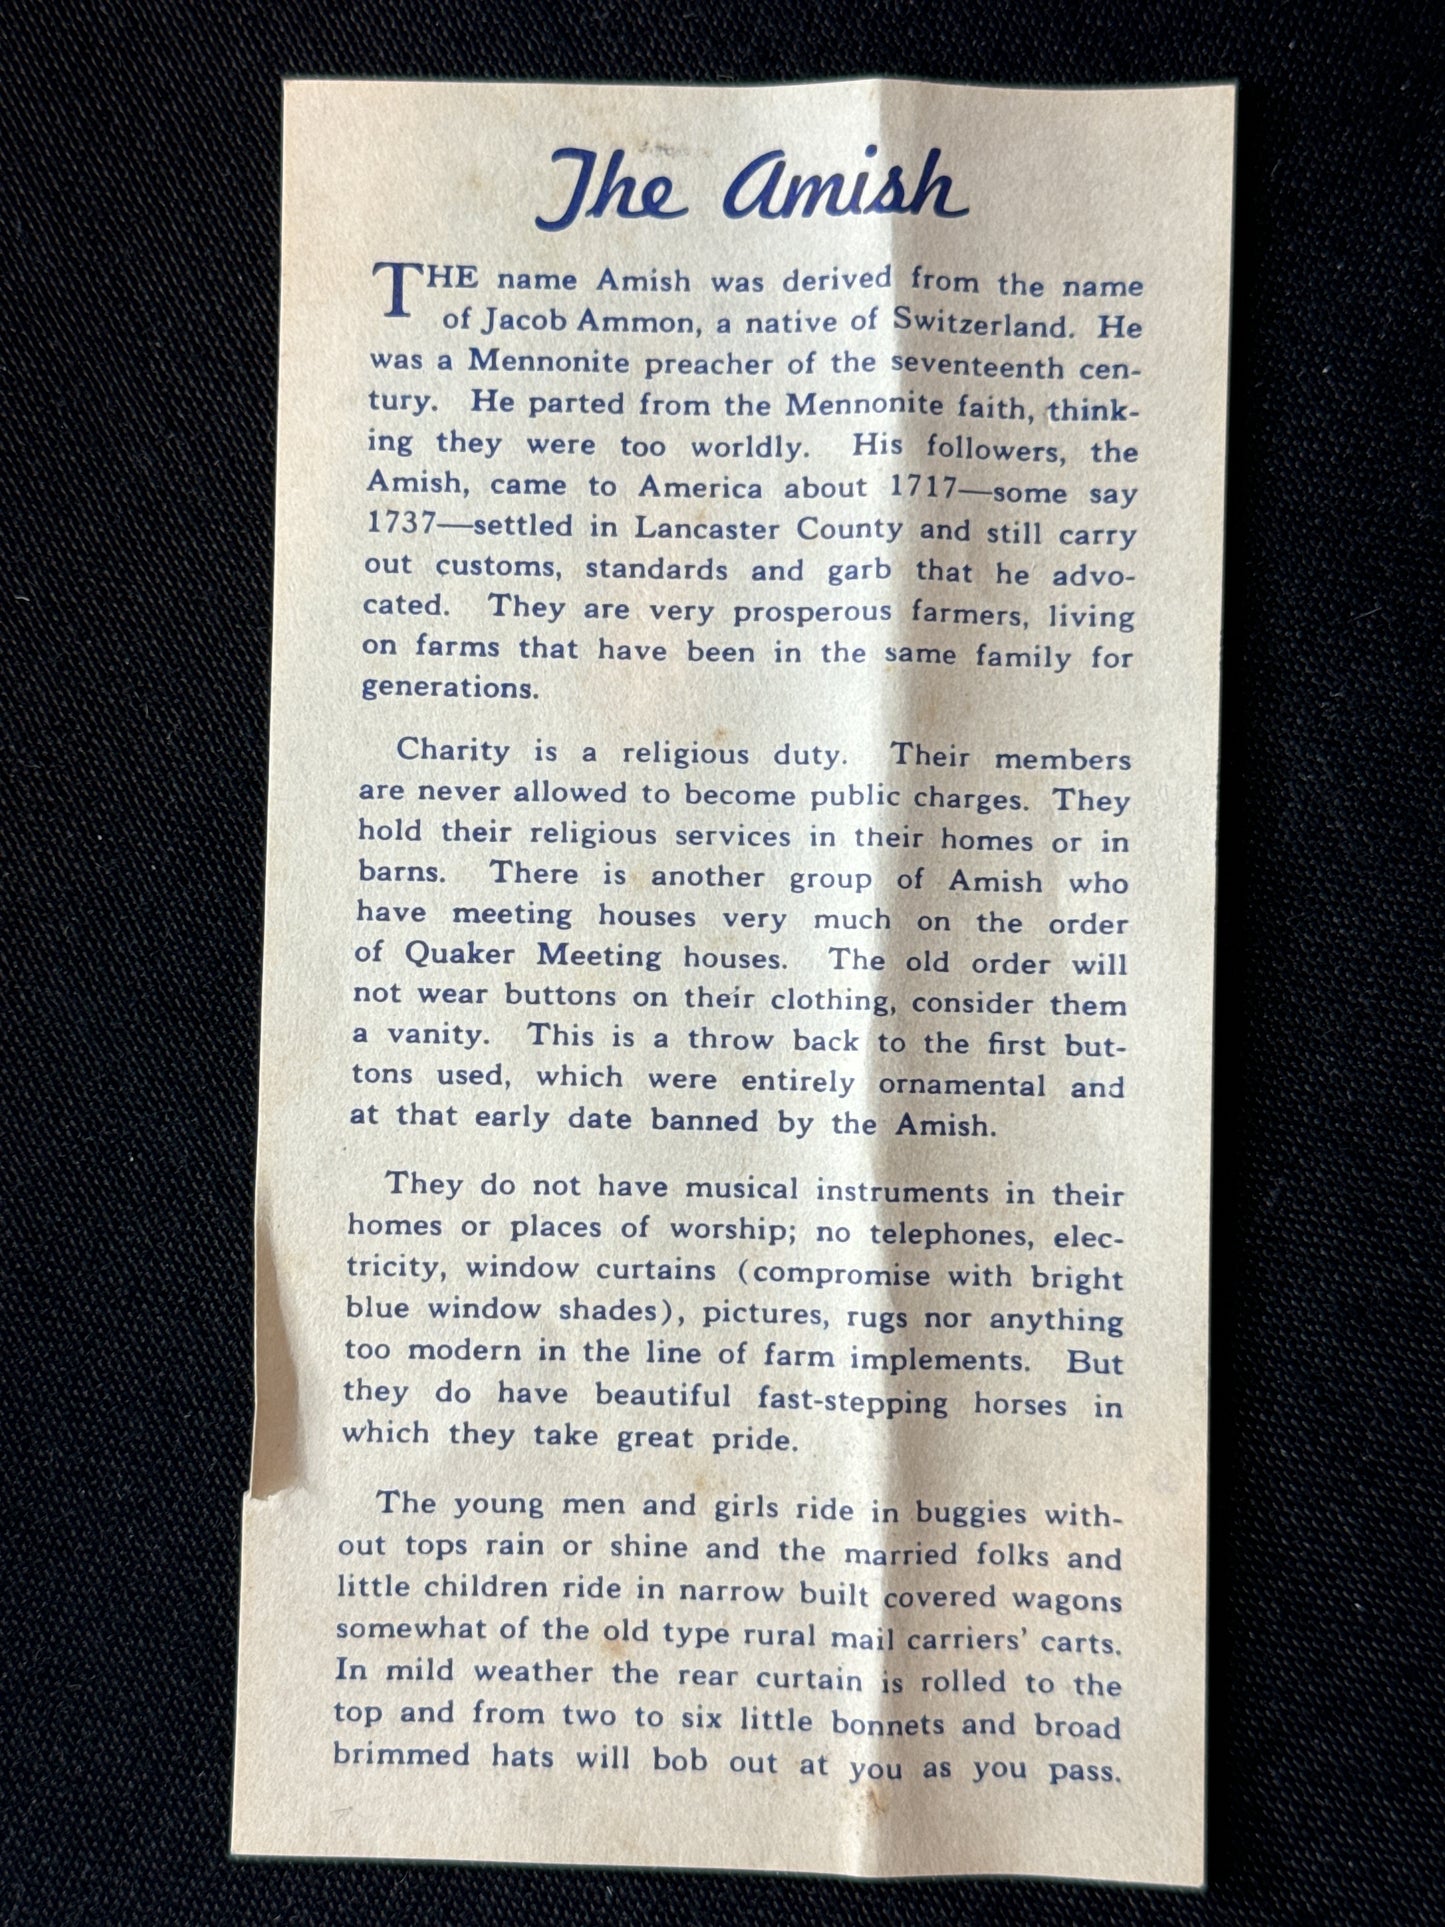 The Amish
THE name Amish was derived from the name
of Jacob Ammon, a native of Switzerland. He
was a Mennonite preacher of the seventeenth cen-
tury. He parted from the Mennonite faith, think-
ing they were too worldly. His followers, the
Amish, came to America about 1717—some say
1737—settled in Lancaster County and still carry
out customs, standards and garb that he advo-
cated. They are very prosperous farmers, living
on farms that have been in the same family for
generations.
Charity is a religious duty. Their members
are never allowed to become public charges. They
hold their religious services in their homes or in
barns. There is another group of Amish who
have meeting houses very much on the order
of Quaker Meeting houses. The old order will
not wear buttons on their clothing, consider them
a vanity. This is a throw back to the first but-
tons used, which were entirely ornamental and
at that early date banned by the Amish.
They do not have musical instruments in their
homes or places of worship; no telephones, elec-
tricity, window curtains (compromise with bright
blue window shades), pictures, rugs nor anything
too modern in the line of farm implements. But
they do have beautiful fast-stepping horses in
which they take great pride.
The young men and girls ride in buggies with-
out tops rain or shine and the married folks and
little children ride in narrow built covered wagons
somewhat of the old type rural mail carriers' carts.
In mild weather the rear curtain is rolled to the
top and from two to six little bonnets and broad
brimmed hats will bob out at you as you pass.